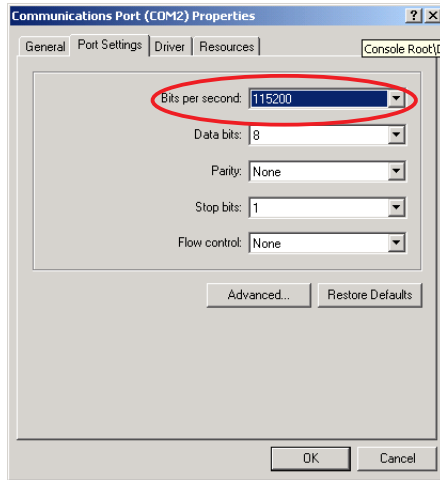 Communications Port (COM2) Properties
General Port Settings Driver Resources
Console Root\D
Bits per second: 115200
Data bits: 8
Parity: None
Stop bits: 1
Flow control: None
Advanced... Restore Defaults
OK Cancel